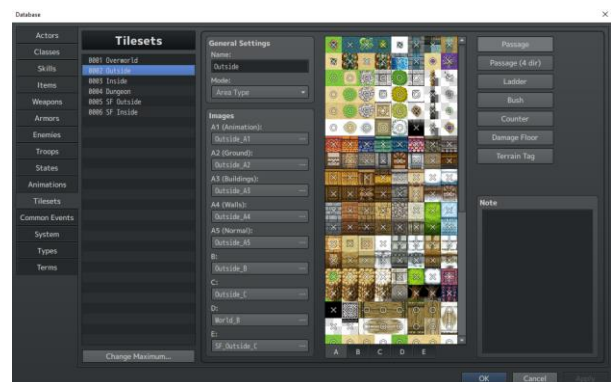 Database
Actors
Classes
Skills
Items
Weapons
Armors
Enemies
Troops
States
Animations
Tilesets
Common Events
System
Types
Terms
Tilesets
0001 Overworld
0002 Outside
0003 Inside
0004 Dungeon
0005 SF Outside
0006 SF Inside
Change Maximum...
General Settings
Name:
Outside
Mode:
Area Type
Images
A1 (Animation):
Outside_A1
A2 (Ground):
Outside_A2
A3 (Buildings):
Outside_A3
A4 (Walls):
Outside_A4
A5 (Normal):
Outside_A5
B:
Outside_B
C:
Outside_C
D:
World_B
E:
SF_Outside_C
A B C D E
Passage
Passage (4 dir)
Ladder
Bush
Counter
Damage Floor
Terrain Tag
Note
OK Cancel Apply